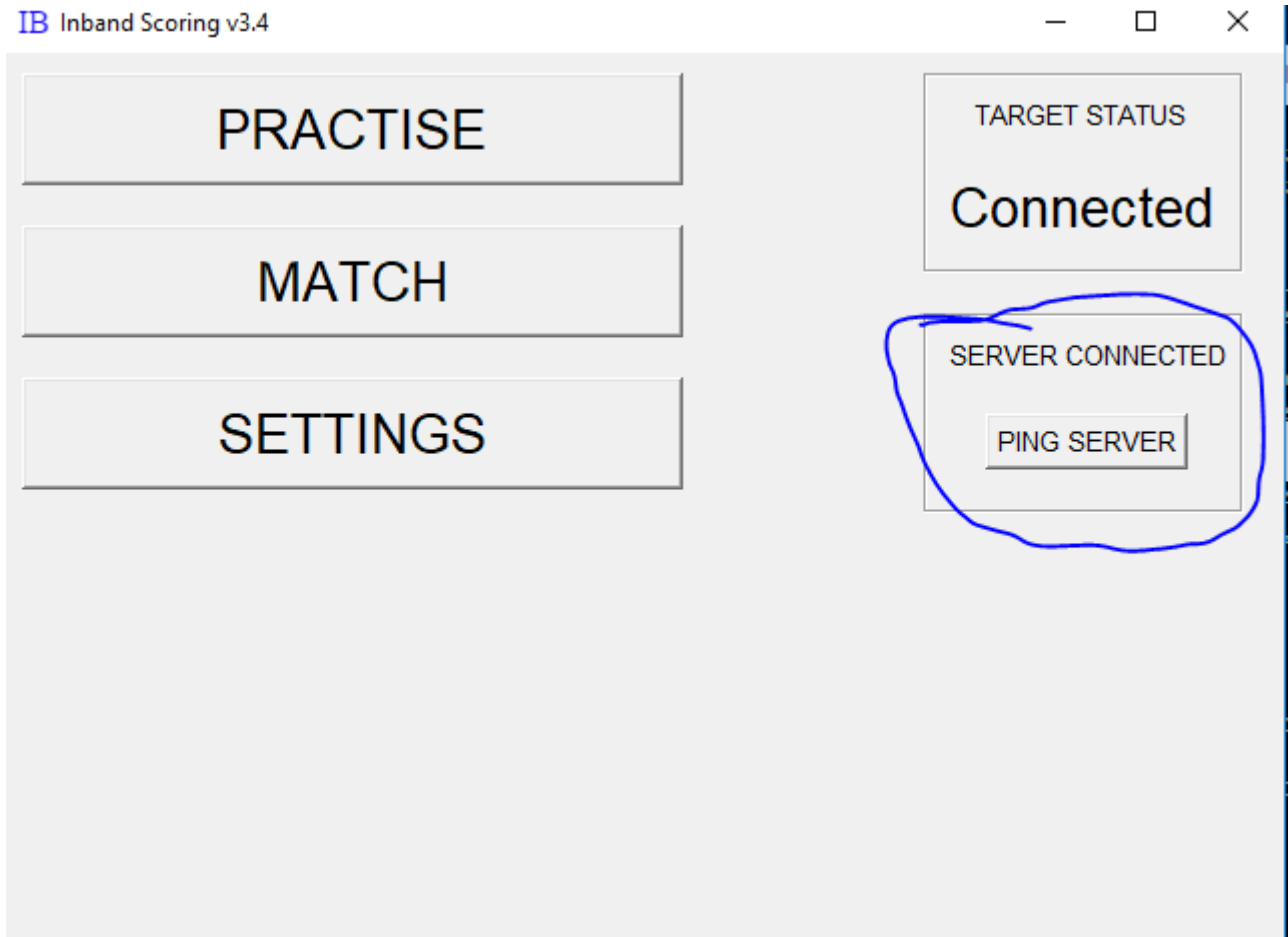 IB Inband Scoring v3.4
PRACTISE
MATCH
SETTINGS
TARGET STATUS
Connected
SERVER CONNECTED
PING SERVER